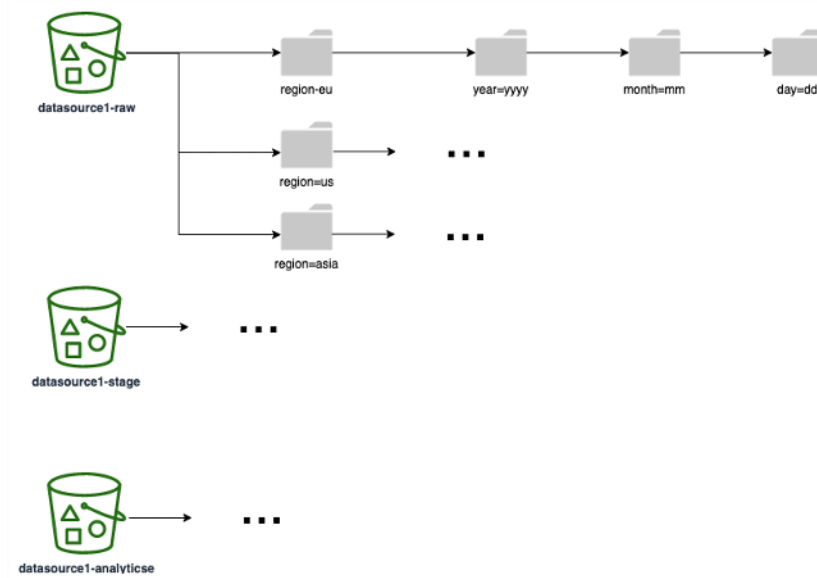 datasource1-raw
region-eu
year=yyyy
month=mm
day=dd
...
region=us
...
region=asia
...
datasource1-stage
...
datasource1-analyticse